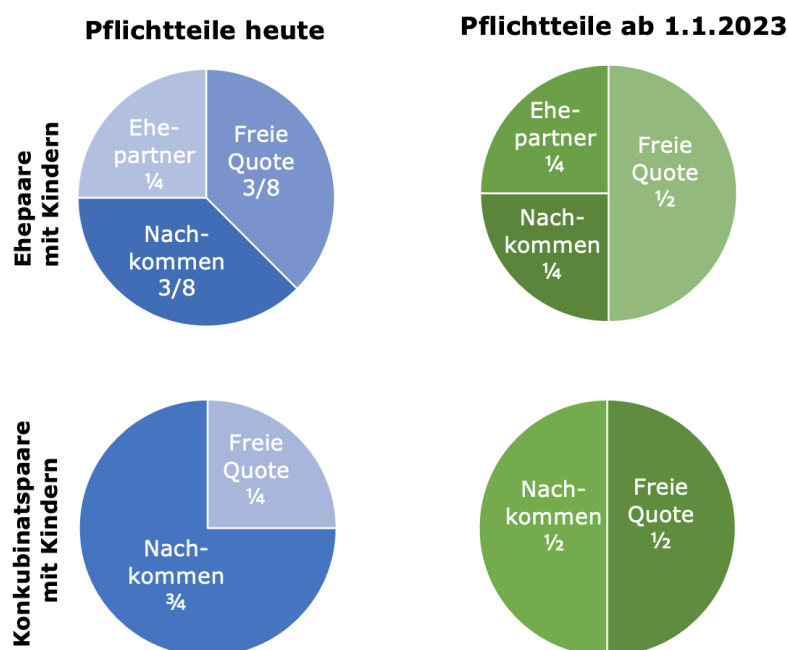 Pflichtteile heute
Pflichtteile ab 1.1.2023
Ehepaare
mit Kindern
Ehe-
partner
¼
Freie
Quote
3/8
Nach-
kommen
3/8
Ehe-
partner
¼
Nach-
kommen
¼
Freie
Quote
½
Konkubinatspaare
mit Kindern
Freie
Quote
¼
Nach-
kommen
¾
Nach-
kommen
½
Freie
Quote
½